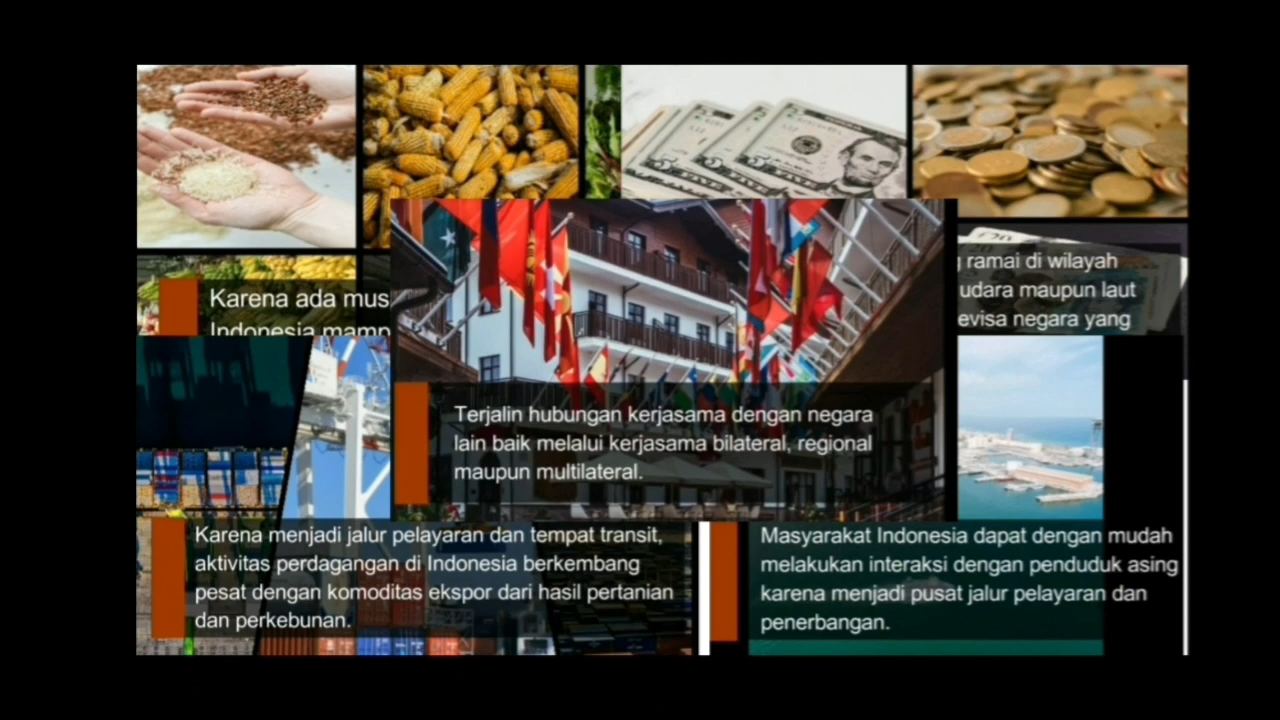 Karena ada mus
Indonesia mamp
ramai di wilayah
udara maupun laut
evisa negara yang
Terjalin hubungan kerjasama dengan negara
lain baik melalui kerjasama bilateral, regional
maupun multilateral.
Karena menjadi jalur pelayaran dan tempat transit,
aktivitas perdagangan di Indonesia berkembang
pesat dengan komoditas ekspor dari hasil pertanian
dan perkebunan.
Masyarakat Indonesia dapat dengan mudah
melakukan interaksi dengan penduduk asing
karena menjadi pusat jalur pelayaran dan
penerbangan.